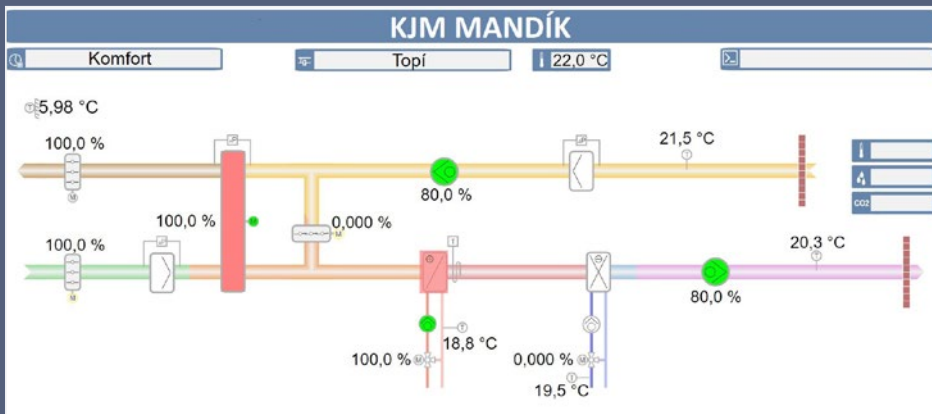 KJM MANDÍK
Komfort
Topí
22,0 °C
5,98 °C
100,0 %
21,5 °C
80,0 %
100,0 %
0,000 %
CO2
100,0 %
20,3 °C
80,0 %
18,8 °C
100,0 %
0,000 %
19,5 °C